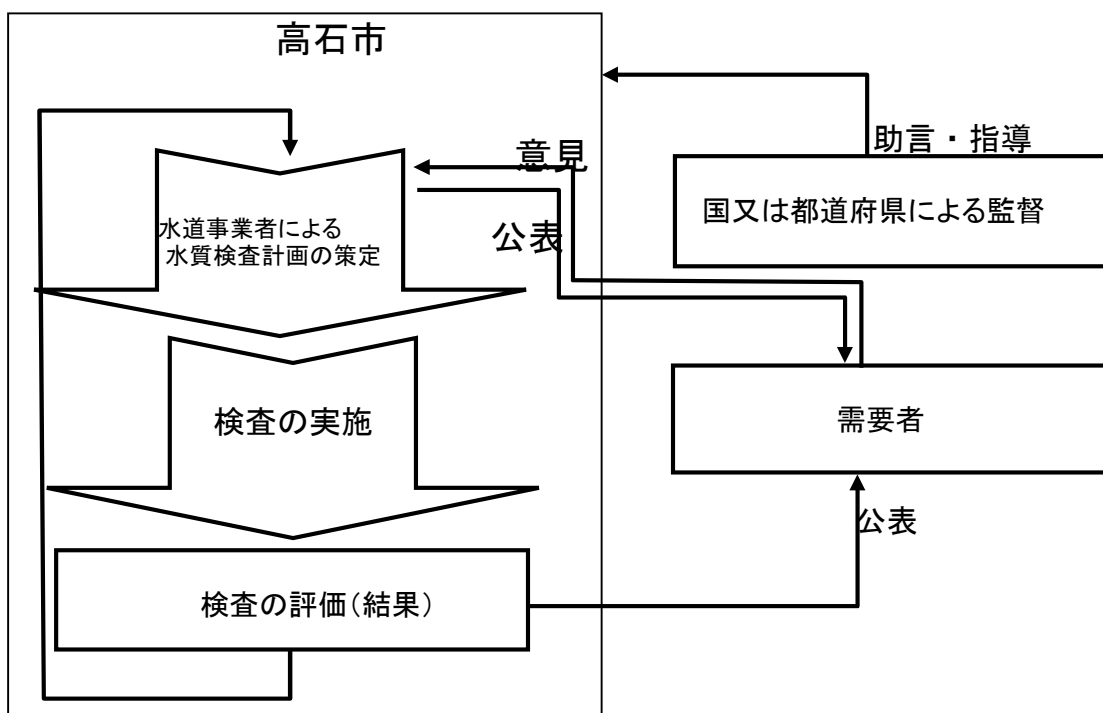 高石市
助言・指導
意見
国又は都道府県による監督
水道事業者による
水質検査計画の策定
公表
検査の実施
需要者
公表
検査の評価（結果）